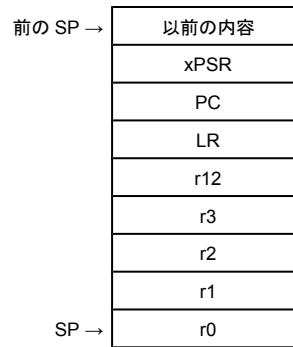 前の SP → 以前の内容
xPSR
PC
LR
r12
r3
r2
r1
SP → r0